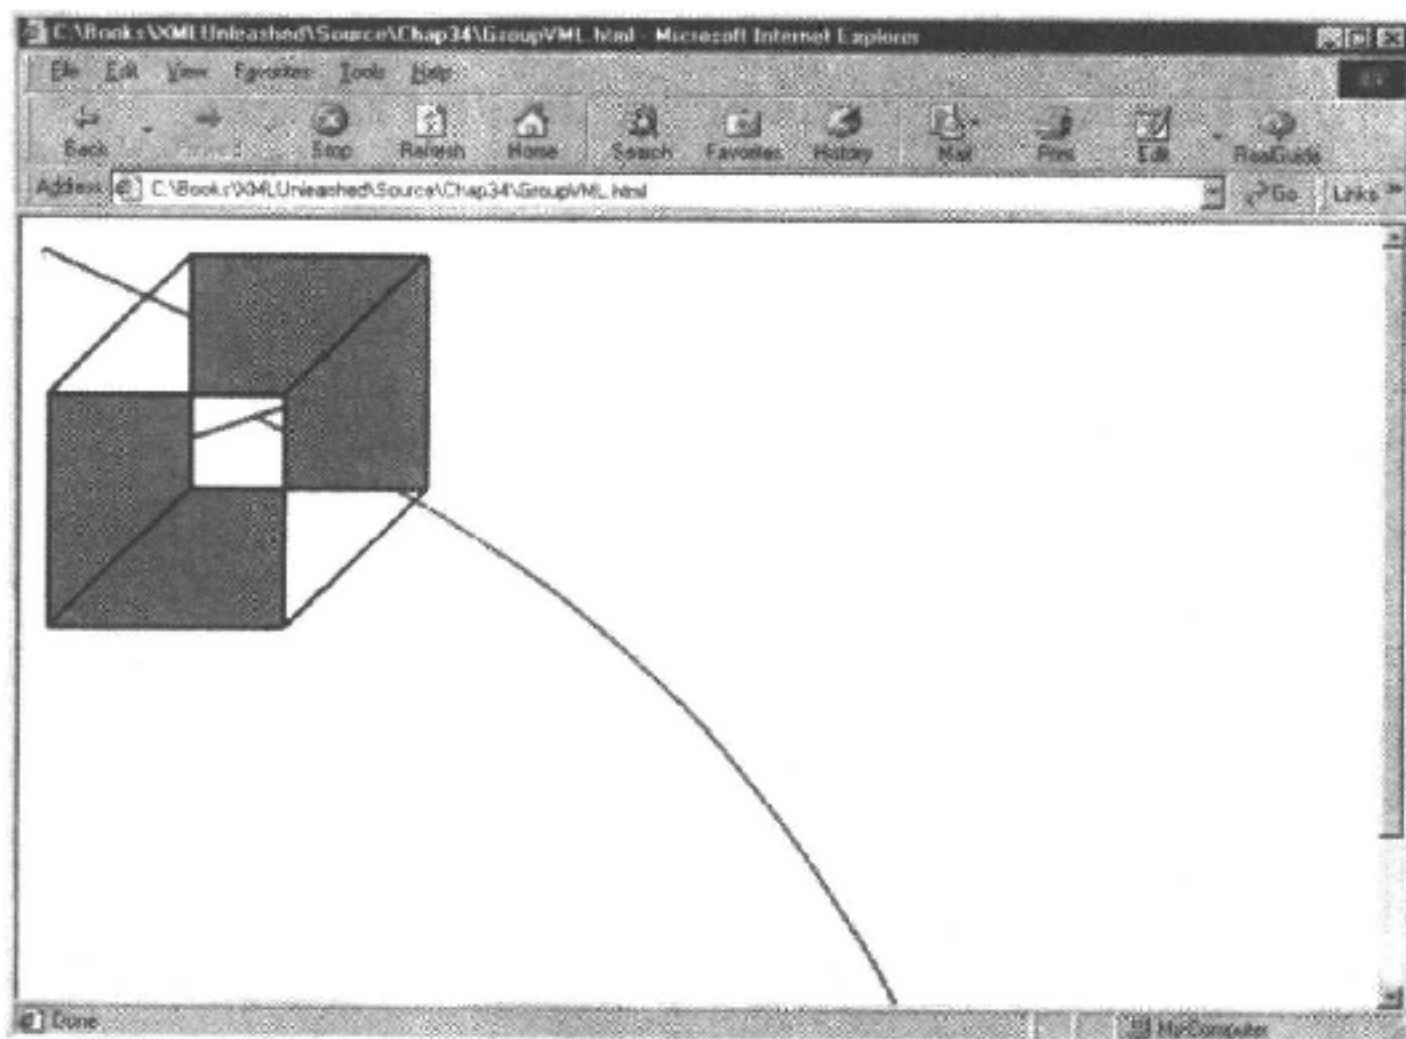 C:\Books\XMLUnleashed\Source\Chap34\GroupVML.html - Microsoft Internet Explorer
File Edit View Favorites Tools Help
Back Forward Stop Refresh Home Search Favorites History Mail Print Edit RealGuide
Address C:\Books\XMLUnleashed\Source\Chap34\GroupVML.html Go Links »
Done My Computer